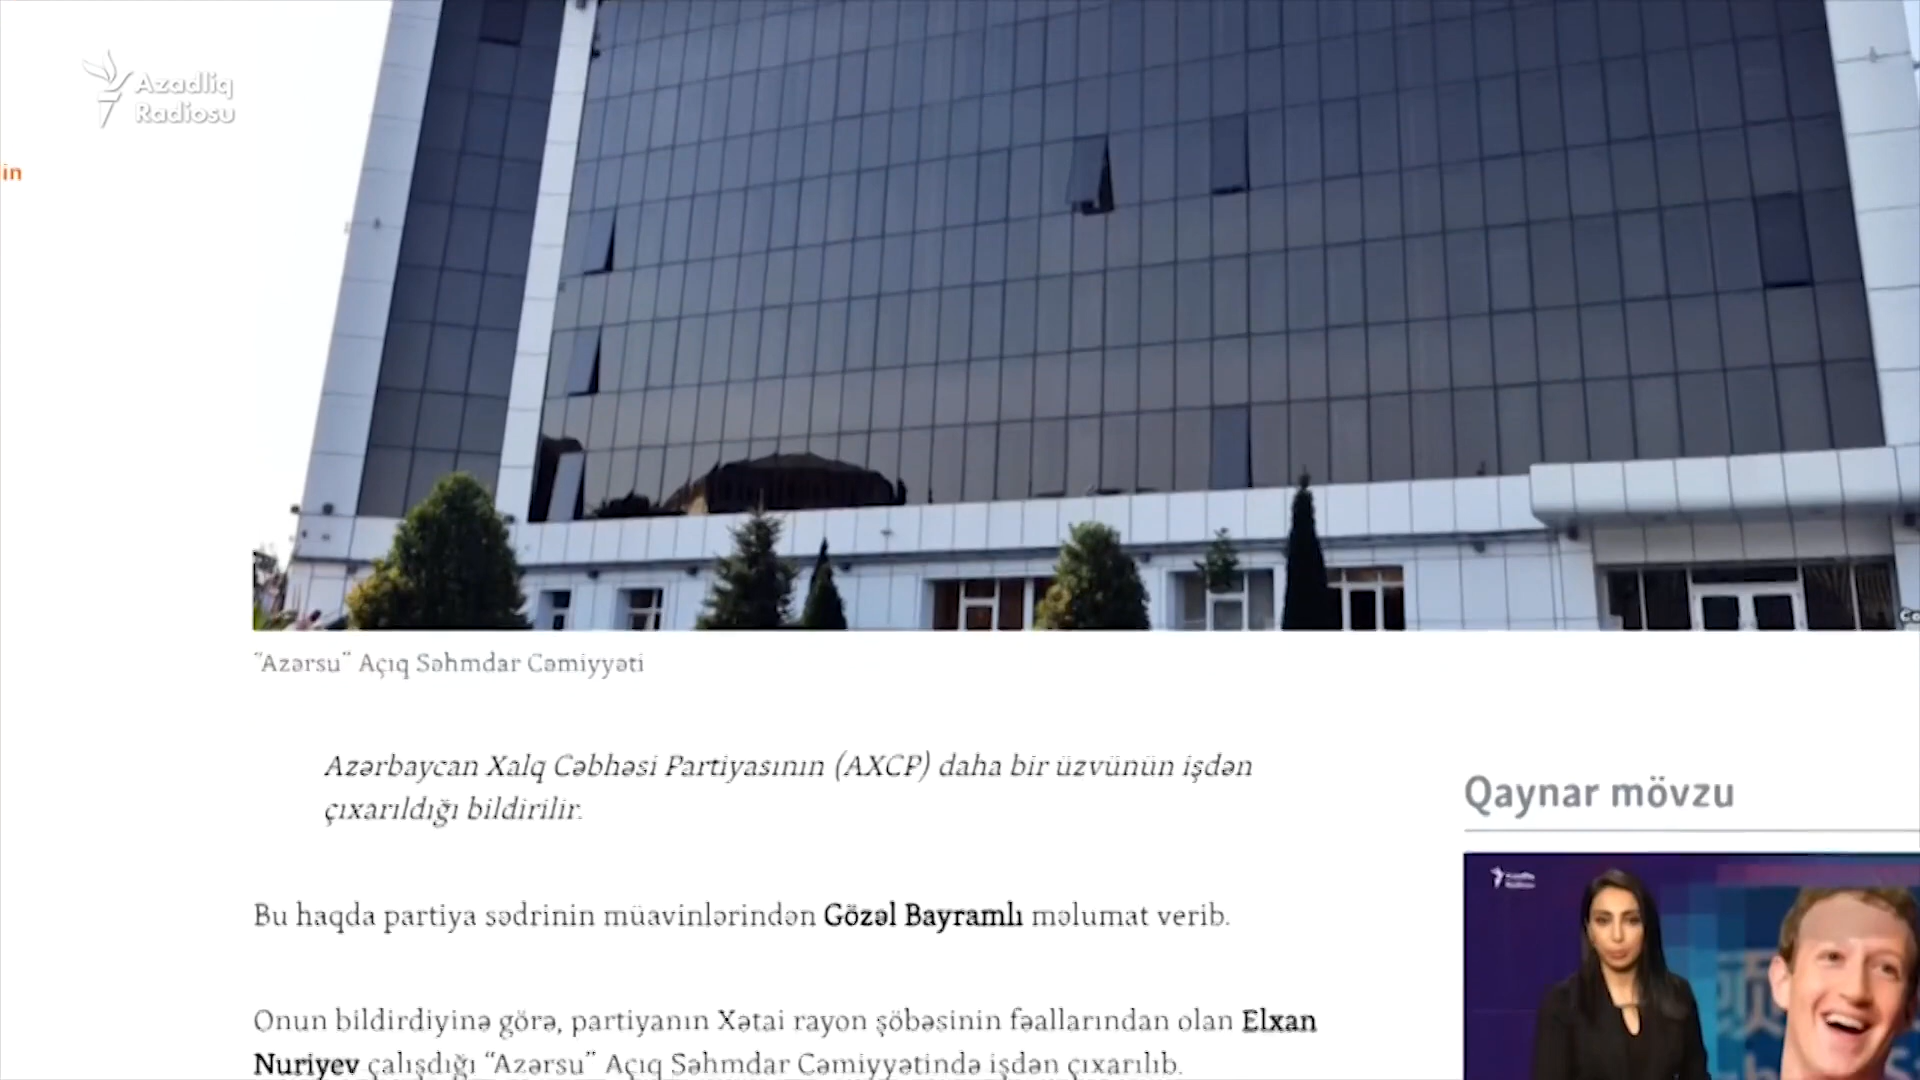 Azadlıq
Radiosu
in
"Azərsu" Açıq Səhmdar Cəmiyyəti
Azərbaycan Xalq Cəbhəsi Partiyasının (AXCP) daha bir üzvünün işdən
çıxarıldığı bildirilir.
Qaynar mövzu
Bu haqda partiya sədrinin müavinlərindən Gözəl Bayramlı məlumat verib.
Onun bildirdiyinə görə, partiyanın Xətai rayon şöbəsinin fəallarından olan Elxan
Nuriyev çalışdığı “Azərsu” Açıq Səhmdar Cəmiyyətində işdən çıxarılıb.